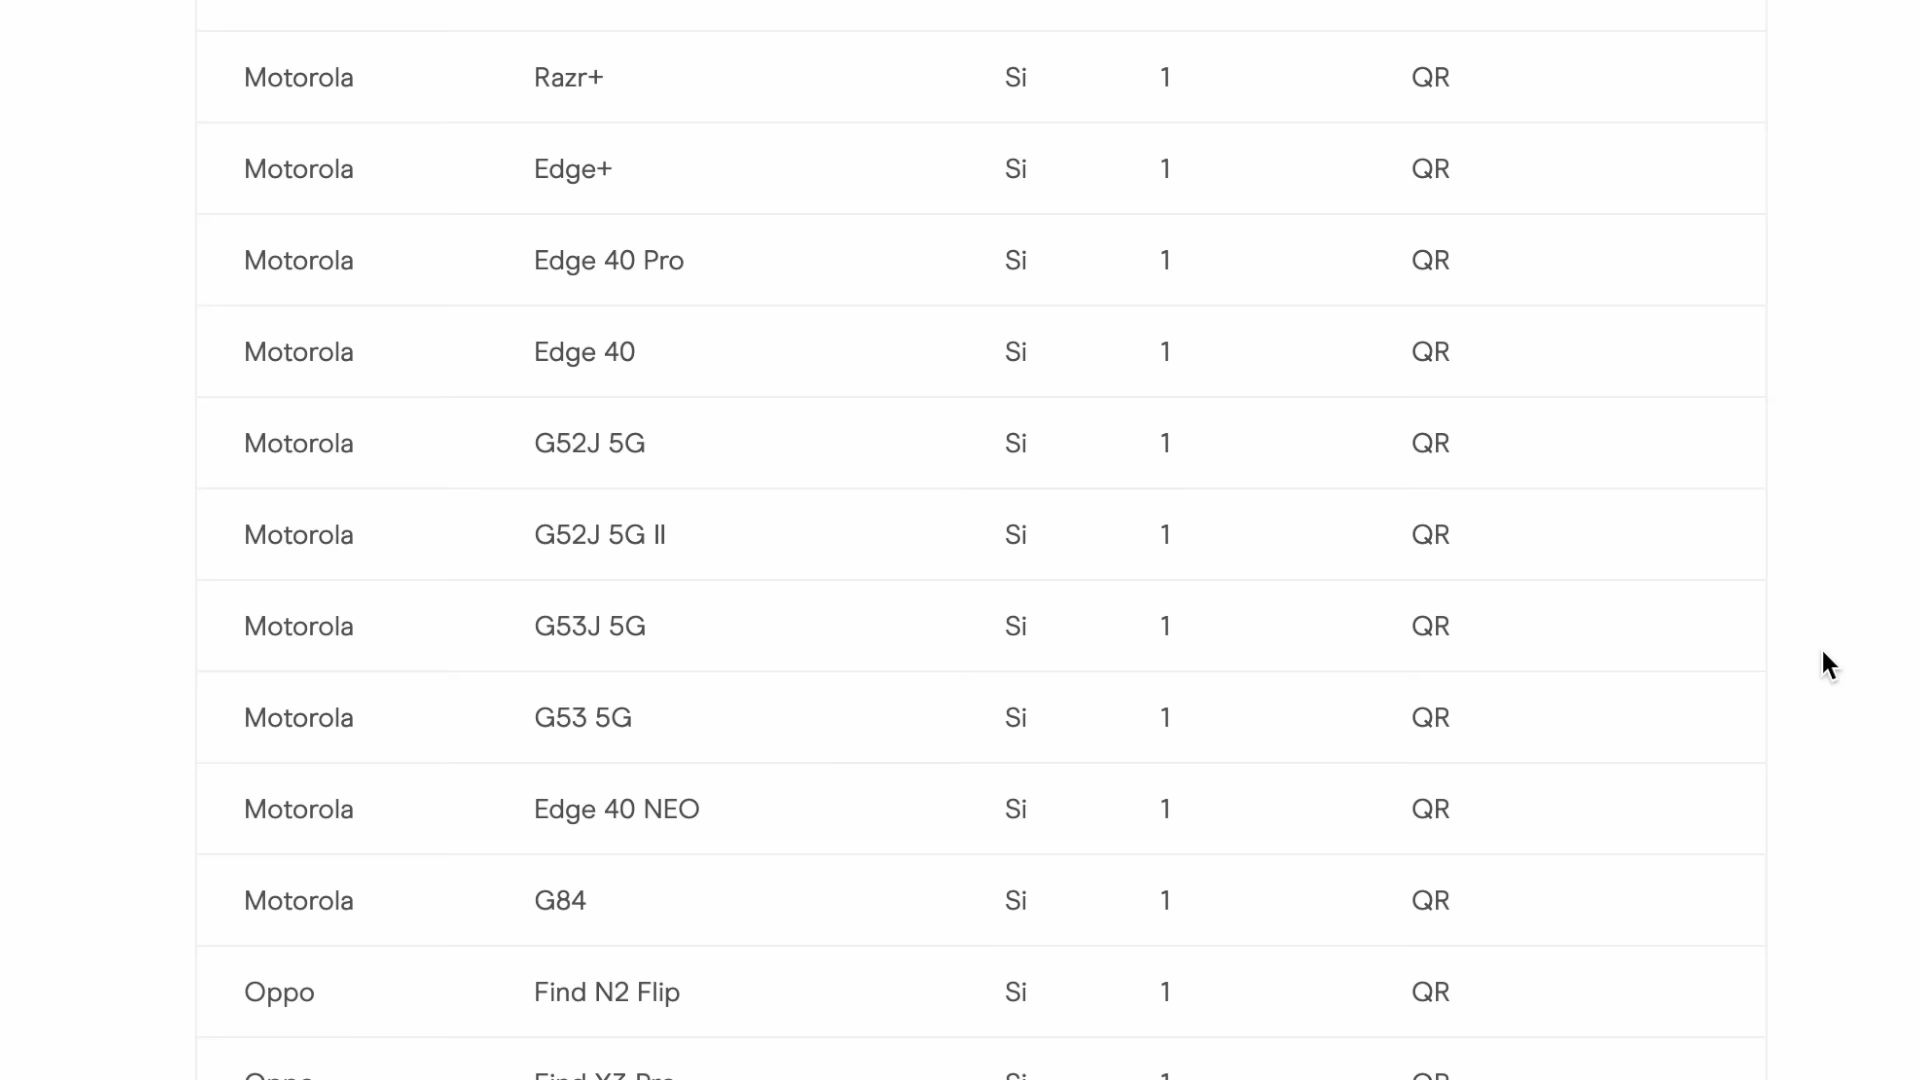 Motorola Razr+ Si 1 QR
Motorola Edge+ Si 1 QR
Motorola Edge 40 Pro Si 1 QR
Motorola Edge 40 Si 1 QR
Motorola G52J 5G Si 1 QR
Motorola G52J 5G II Si 1 QR
Motorola G53J 5G Si 1 QR
Motorola G53 5G Si 1 QR
Motorola Edge 40 NEO Si 1 QR
Motorola G84 Si 1 QR
Oppo Find N2 Flip Si 1 QR
Oppo Find X3 Pro Si 1 QR